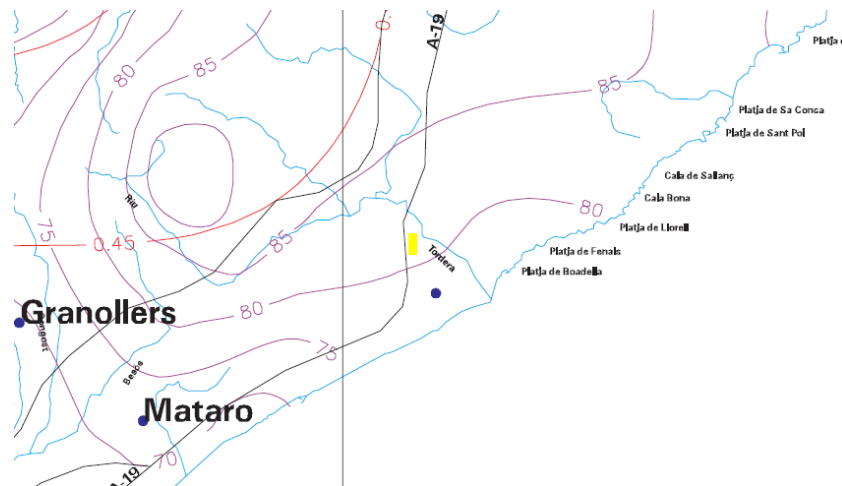 A-19
Platja d
80
85
85
Platja de Sa Conca
Platja de Sant Pol
Cala de Sallanç
Riu
Cala Bona
80
75
Platja de Llorell
0.45
85
Tordera
Platja de Fenals
Platja de Boadella
80
Granollers
75
Besòs
Mataro
70
A-19